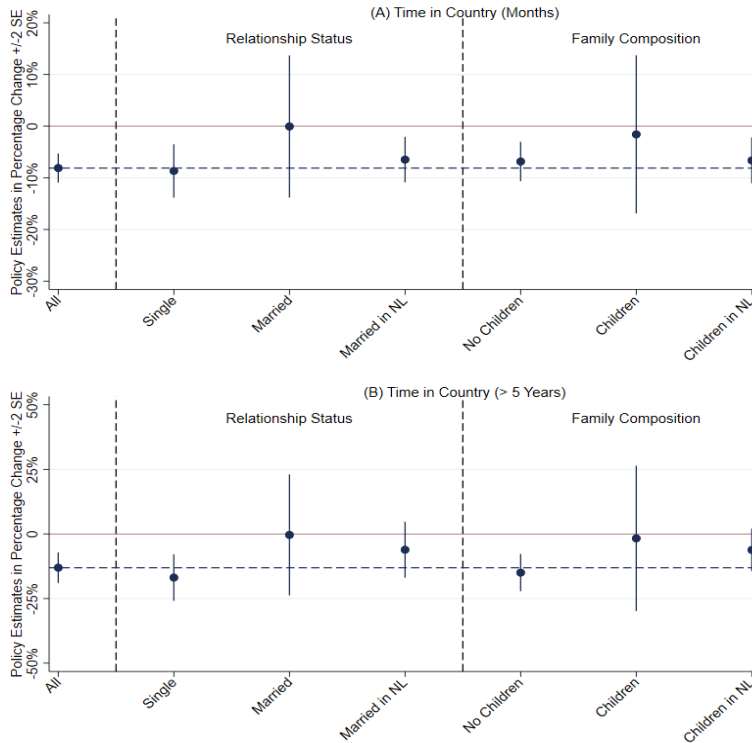 (A) Time in Country (Months)
Relationship Status
Family Composition
Policy Estimates in Percentage Change +/-2 SE
20%
10%
0
-10%
-20%
-30%
All
Single
Married
Married in NL
No Children
Children
Children in NL
(B) Time in Country (> 5 Years)
Relationship Status
Family Composition
Policy Estimates in Percentage Change +/-2 SE
50%
25%
0
-25%
-50%
All
Single
Married
Married in NL
No Children
Children
Children in NL